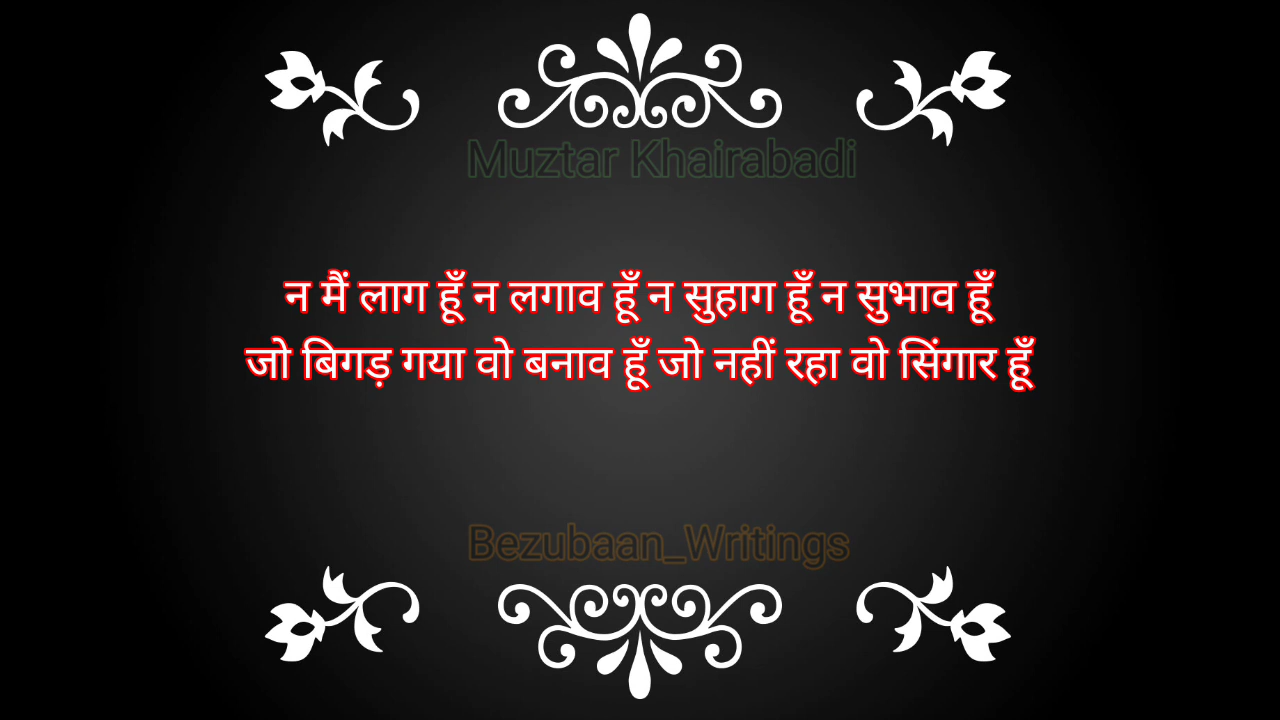 Muztar Khairabadi
न मैं लाग हूँ न लगाव हूँ न सुहाग हूँ न सुभाव हूँ
जो बिगड़ गया वो बनाव हूँ जो नहीं रहा वो सिंगार हूँ
Bezubaan_Writings